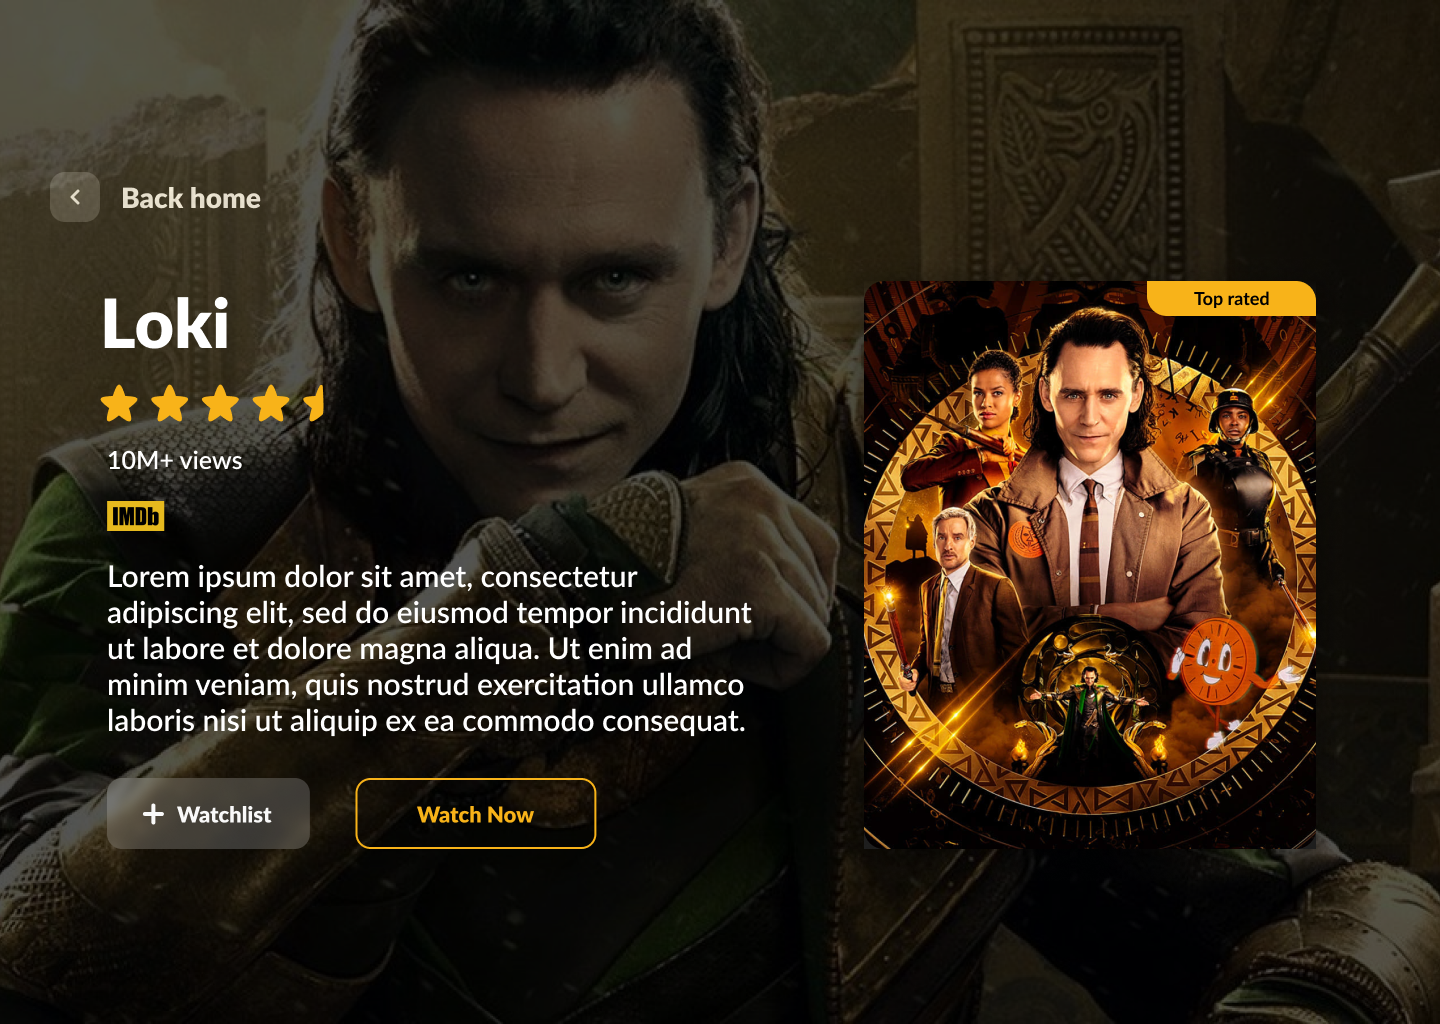 Back home
Loki
Top rated
10M+ views
IMDb
Lorem ipsum dolor sit amet, consectetur
adipiscing elit, sed do eiusmod tempor incididunt
ut labore et dolore magna aliqua. Ut enim ad
minim veniam, quis nostrud exercitation ullamco
laboris nisi ut aliquip ex ea commodo consequat.
Watchlist
Watch Now